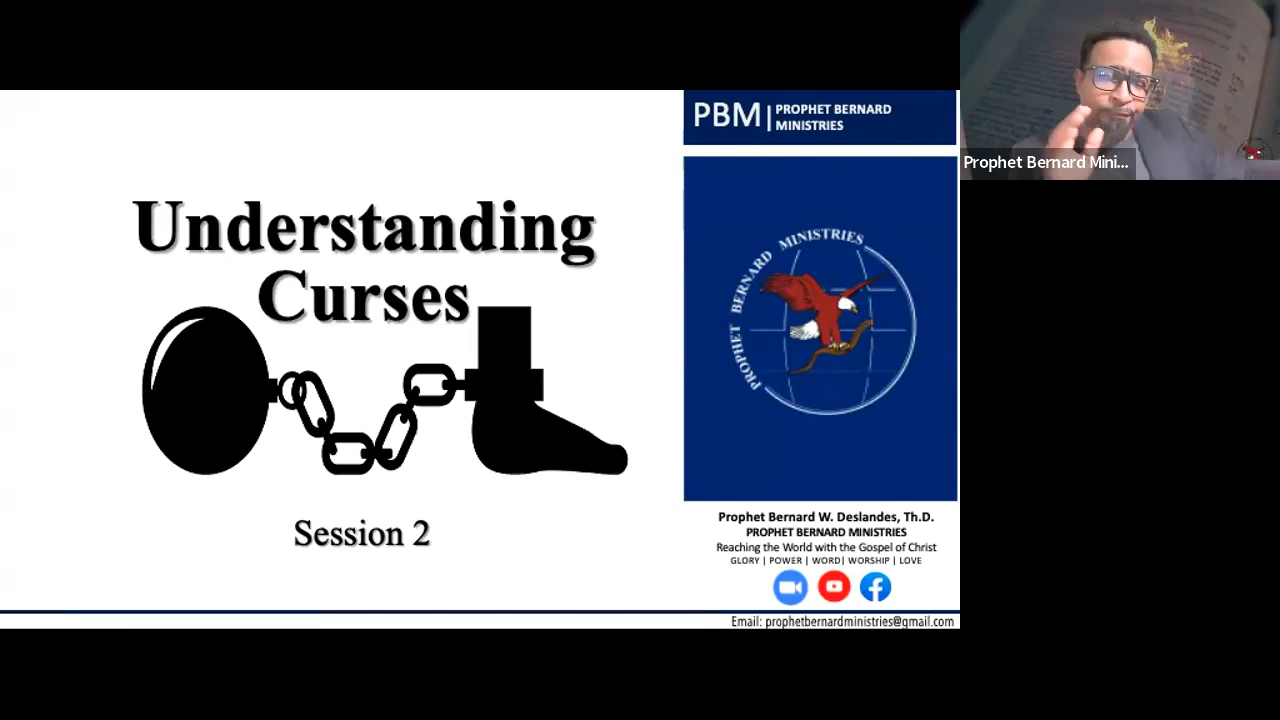 Understanding
Curses
Session 2
PBM | PROPHET BERNARD
MINISTRIES
PROPHET BERNARD MINISTRIES
Prophet Bernard W. Deslandes, Th.D.
PROPHET BERNARD MINISTRIES
Reaching the World with the Gospel of Christ
GLORY | POWER | WORD| WORSHIP | LOVE
Email: prophetbernardministries@gmail.com
Prophet Bernard Mini...